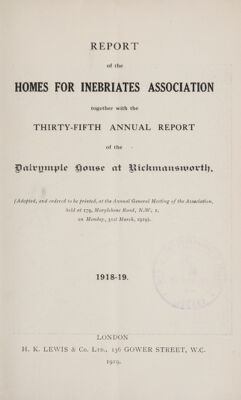 REPORT
of the
HOMES FOR INEBRIATES ASSOCIATION
together with the
THIRTY-FIFTH ANNUAL REPORT
of the
Dalrymple House at Rickmansworth,
(Adopted, and ordered to be printed, at the Annual General Meeting of the Association,
held at 179, Marylebone Road, N.W. 1,
on Monday, 31st March, 1919).
1918-19.
LONDON
H. K. LEWIS & Co. LTD., 136 GOWER STREET, W.C.
1919.